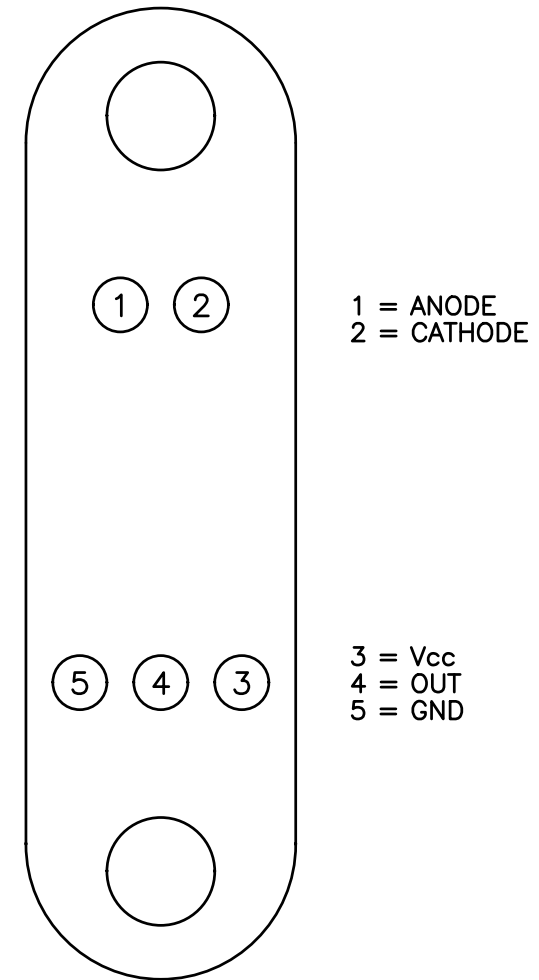 1 2
1 = ANODE
2 = CATHODE
5 4 3
3 = Vcc
4 = OUT
5 = GND